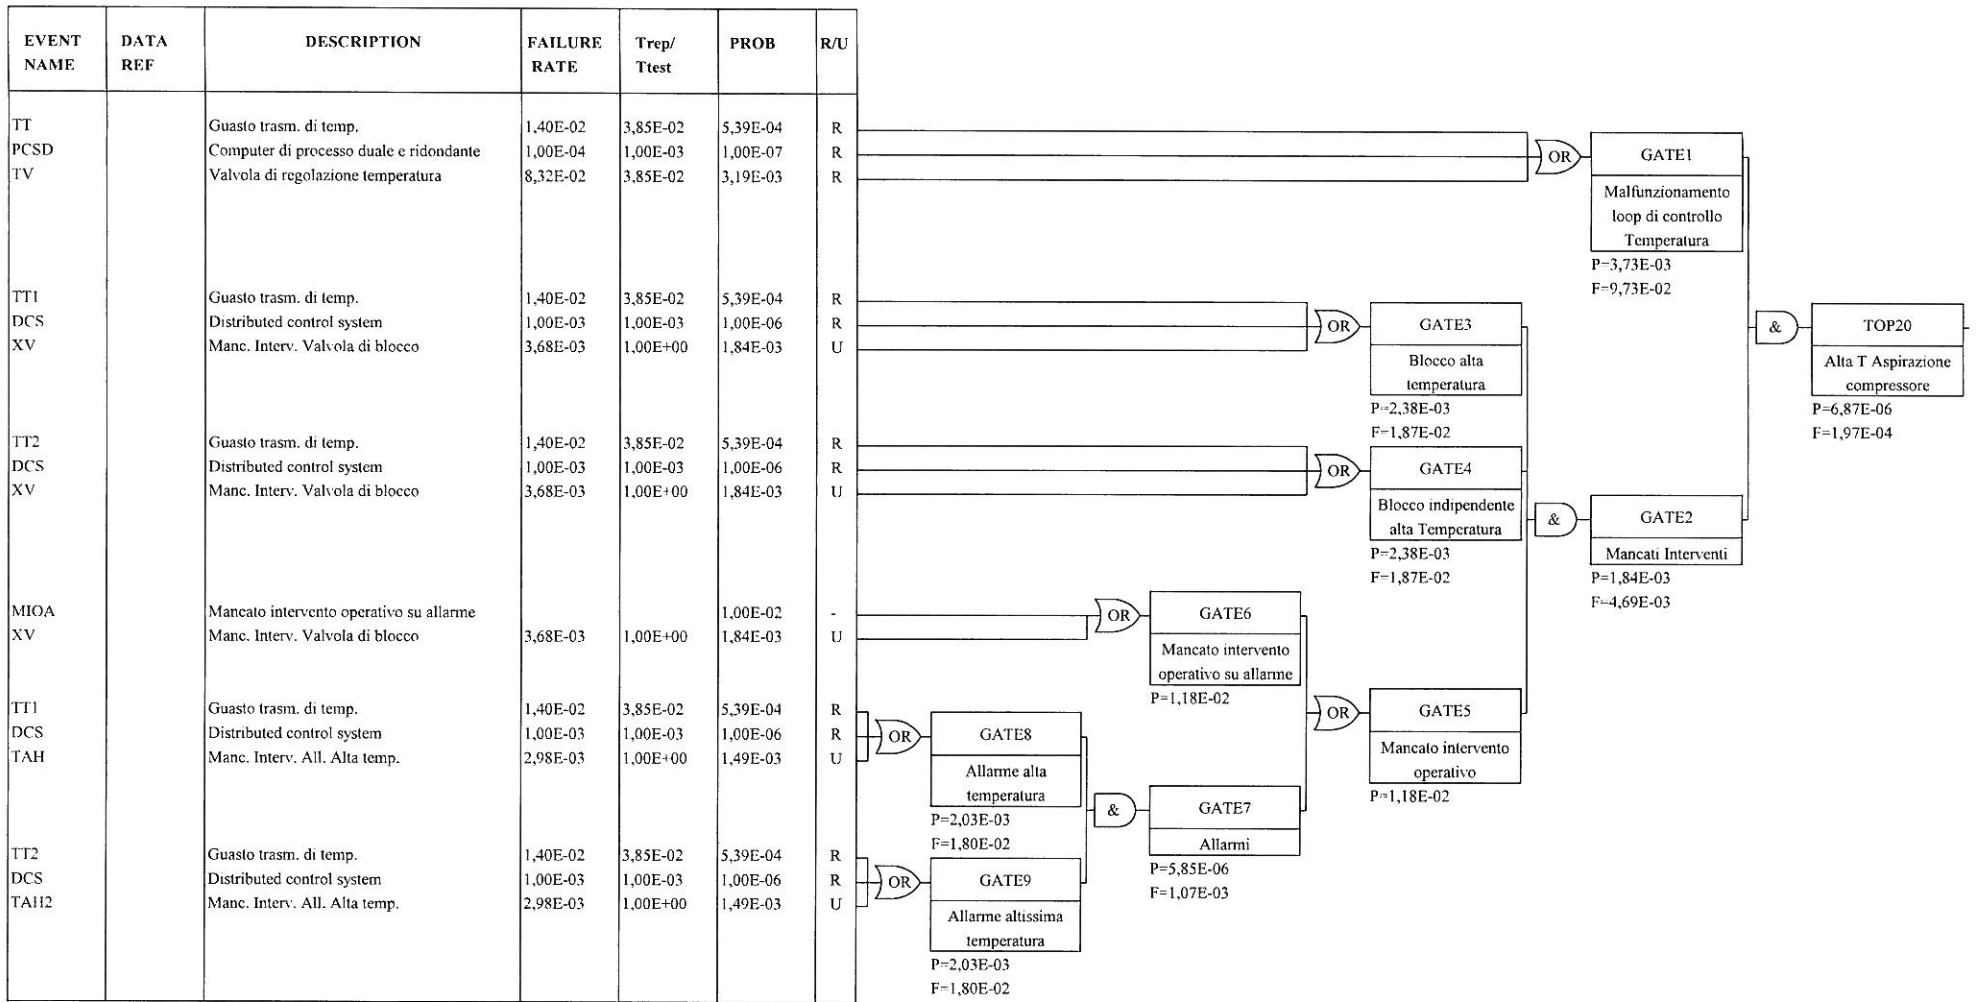 EVENT NAME DATA REF DESCRIPTION FAILURE RATE Trep/ Ttest PROB R/U
TT Guasto trasm. di temp. 1,40E-02 3,85E-02 5,39E-04 R
PCSD Computer di processo duale e ridondante 1,00E-04 1,00E-03 1,00E-07 R
TV Valvola di regolazione temperatura 8,32E-02 3,85E-02 3,19E-03 R
OR
GATE1
Malfunzionamento
loop di controllo
Temperatura
P=3,73E-03
F=9,73E-02
TT1 Guasto trasm. di temp. 1,40E-02 3,85E-02 5,39E-04 R
DCS Distributed control system 1,00E-03 1,00E-03 1,00E-06 R
XV Manc. Interv. Valvola di blocco 3,68E-03 1,00E+00 1,84E-03 U
OR
GATE3
Blocco alta
temperatura
P=2,38E-03
F=1,87E-02
&
TOP20
Alta T Aspirazione
compressore
P=6,87E-06
F=1,97E-04
TT2 Guasto trasm. di temp. 1,40E-02 3,85E-02 5,39E-04 R
DCS Distributed control system 1,00E-03 1,00E-03 1,00E-06 R
XV Manc. Interv. Valvola di blocco 3,68E-03 1,00E+00 1,84E-03 U
OR
GATE4
Blocco indipendente
alta Temperatura
P=2,38E-03
F=1,87E-02
&
GATE2
Mancati Interventi
P=1,84E-03
F=4,69E-03
MIOA Mancato intervento operativo su allarme 1,00E-02 -
XV Manc. Interv. Valvola di blocco 3,68E-03 1,00E+00 1,84E-03 U
OR
GATE6
Mancato intervento
operativo su allarme
P=1,18E-02
TT1 Guasto trasm. di temp. 1,40E-02 3,85E-02 5,39E-04 R
DCS Distributed control system 1,00E-03 1,00E-03 1,00E-06 R
TAH Manc. Interv. All. Alta temp. 2,98E-03 1,00E+00 1,49E-03 U
OR
GATE8
Allarme alta
temperatura
P=2,03E-03
F=1,80E-02
OR
GATE5
Mancato intervento
operativo
P=1,18E-02
&
GATE7
Allarmi
P=5,85E-06
F=1,07E-03
TT2 Guasto trasm. di temp. 1,40E-02 3,85E-02 5,39E-04 R
DCS Distributed control system 1,00E-03 1,00E-03 1,00E-06 R
TAH2 Manc. Interv. All. Alta temp. 2,98E-03 1,00E+00 1,49E-03 U
OR
GATE9
Allarme altissima
temperatura
P=2,03E-03
F=1,80E-02